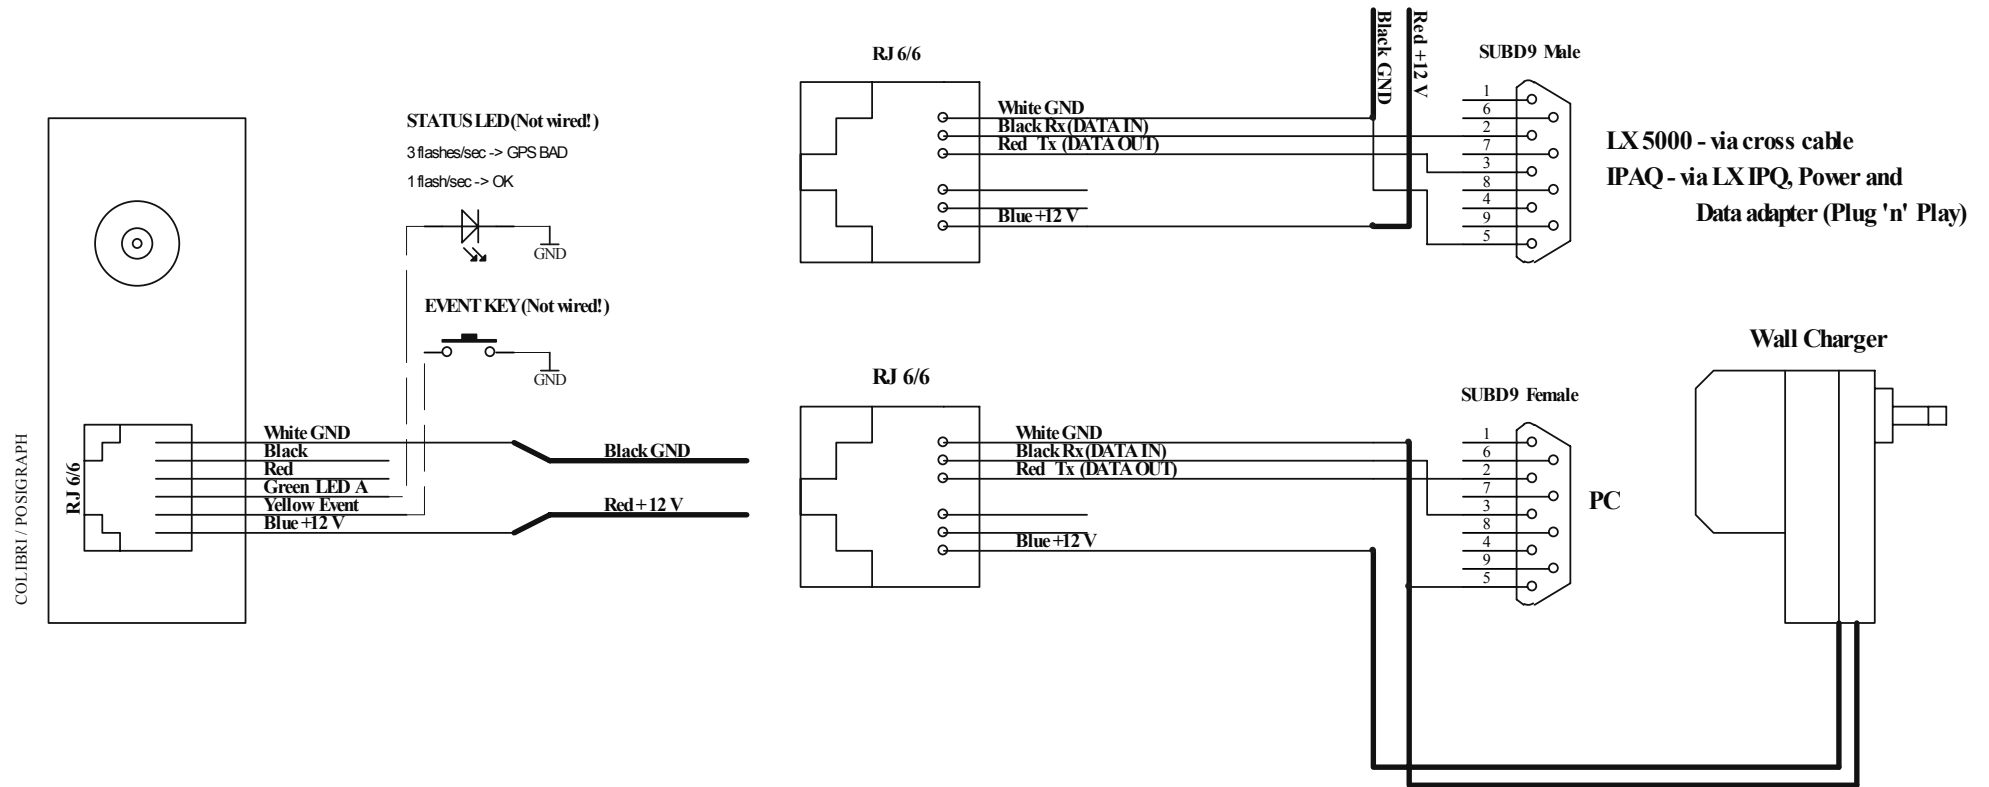 COLIBRI / POSIGRAPH
RJ 6/6
White GND
Black
Red
Green LED A
Yellow Event
Blue +12 V
STATUS LED (Not wired!)
3 flashes/sec -> GPS BAD
1 flash/sec -> OK
GND
EVENT KEY (Not wired!)
GND
Black GND
Red + 12 V
RJ 6/6
White GND
Black Rx (DATA IN)
Red Tx (DATA OUT)
Blue +12 V
Black GND
Red +12 V
SUBD9 Male
1
6
2
7
3
8
4
9
5
LX 5000 - via cross cable
IPAQ - via LX IPQ, Power and
Data adapter (Plug 'n' Play)
RJ 6/6
White GND
Black Rx (DATA IN)
Red Tx (DATA OUT)
Blue +12 V
SUBD9 Female
1
6
2
7
3
8
4
9
5
PC
Wall Charger